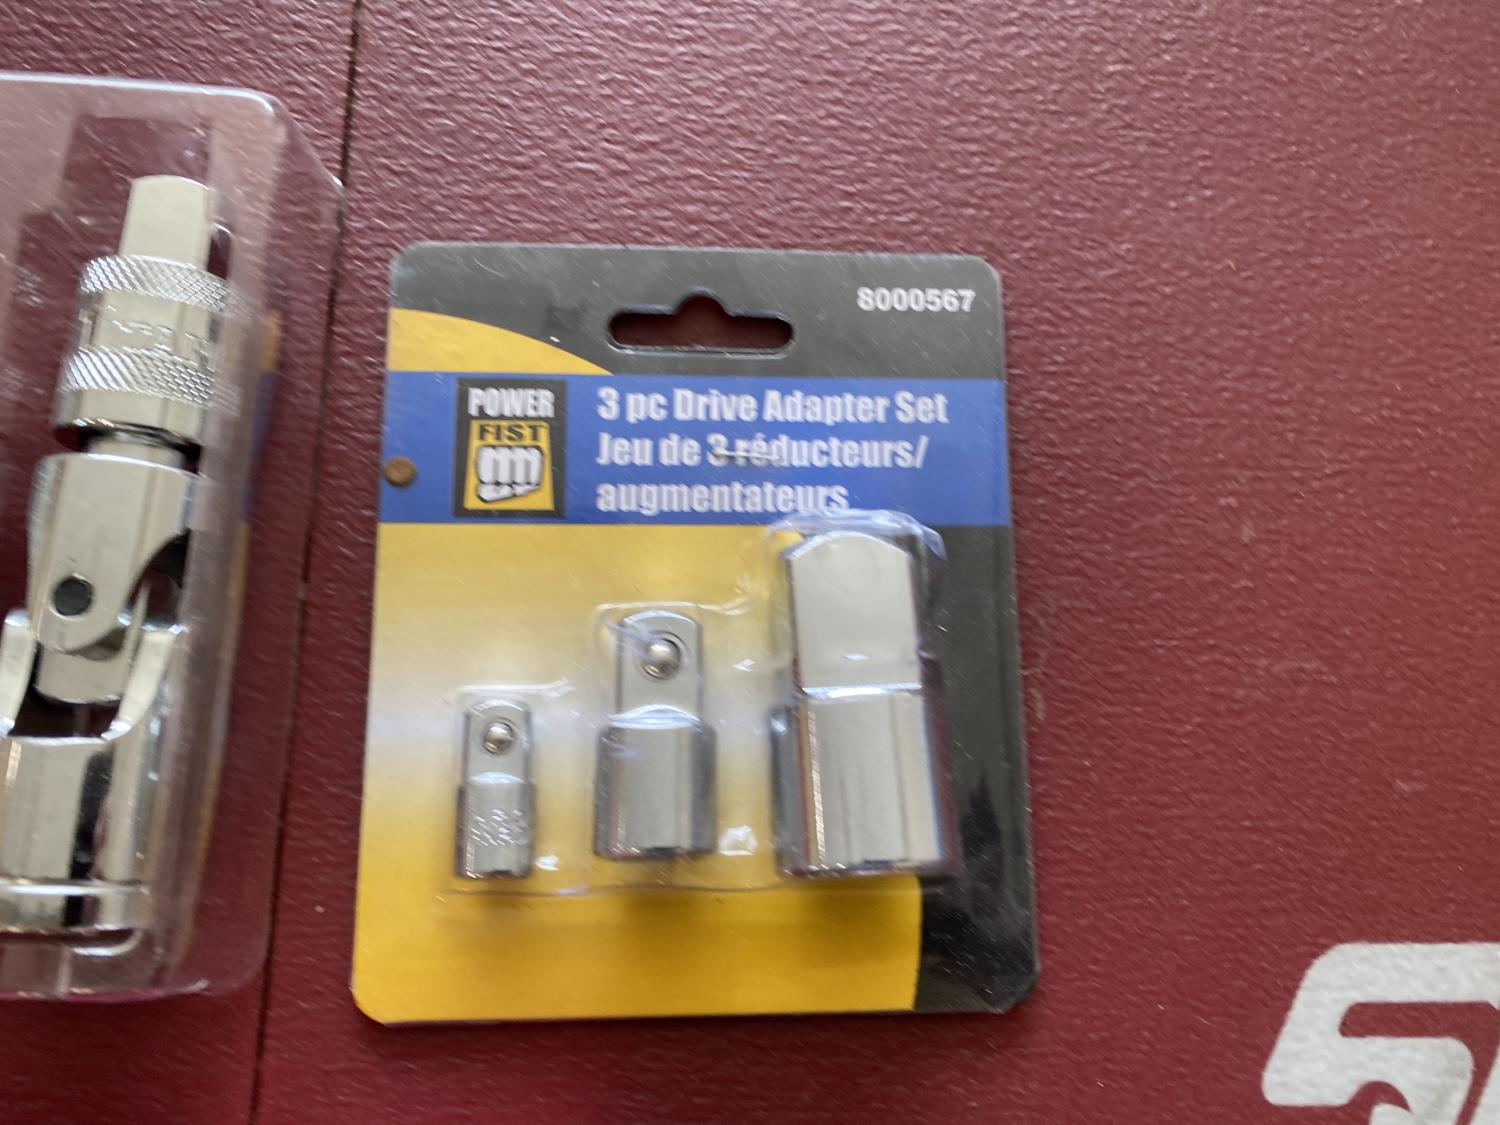 8000567
POWER
FIST
3 pc Drive Adapter Set
Jeu de 3 réducteurs/
augmentateurs